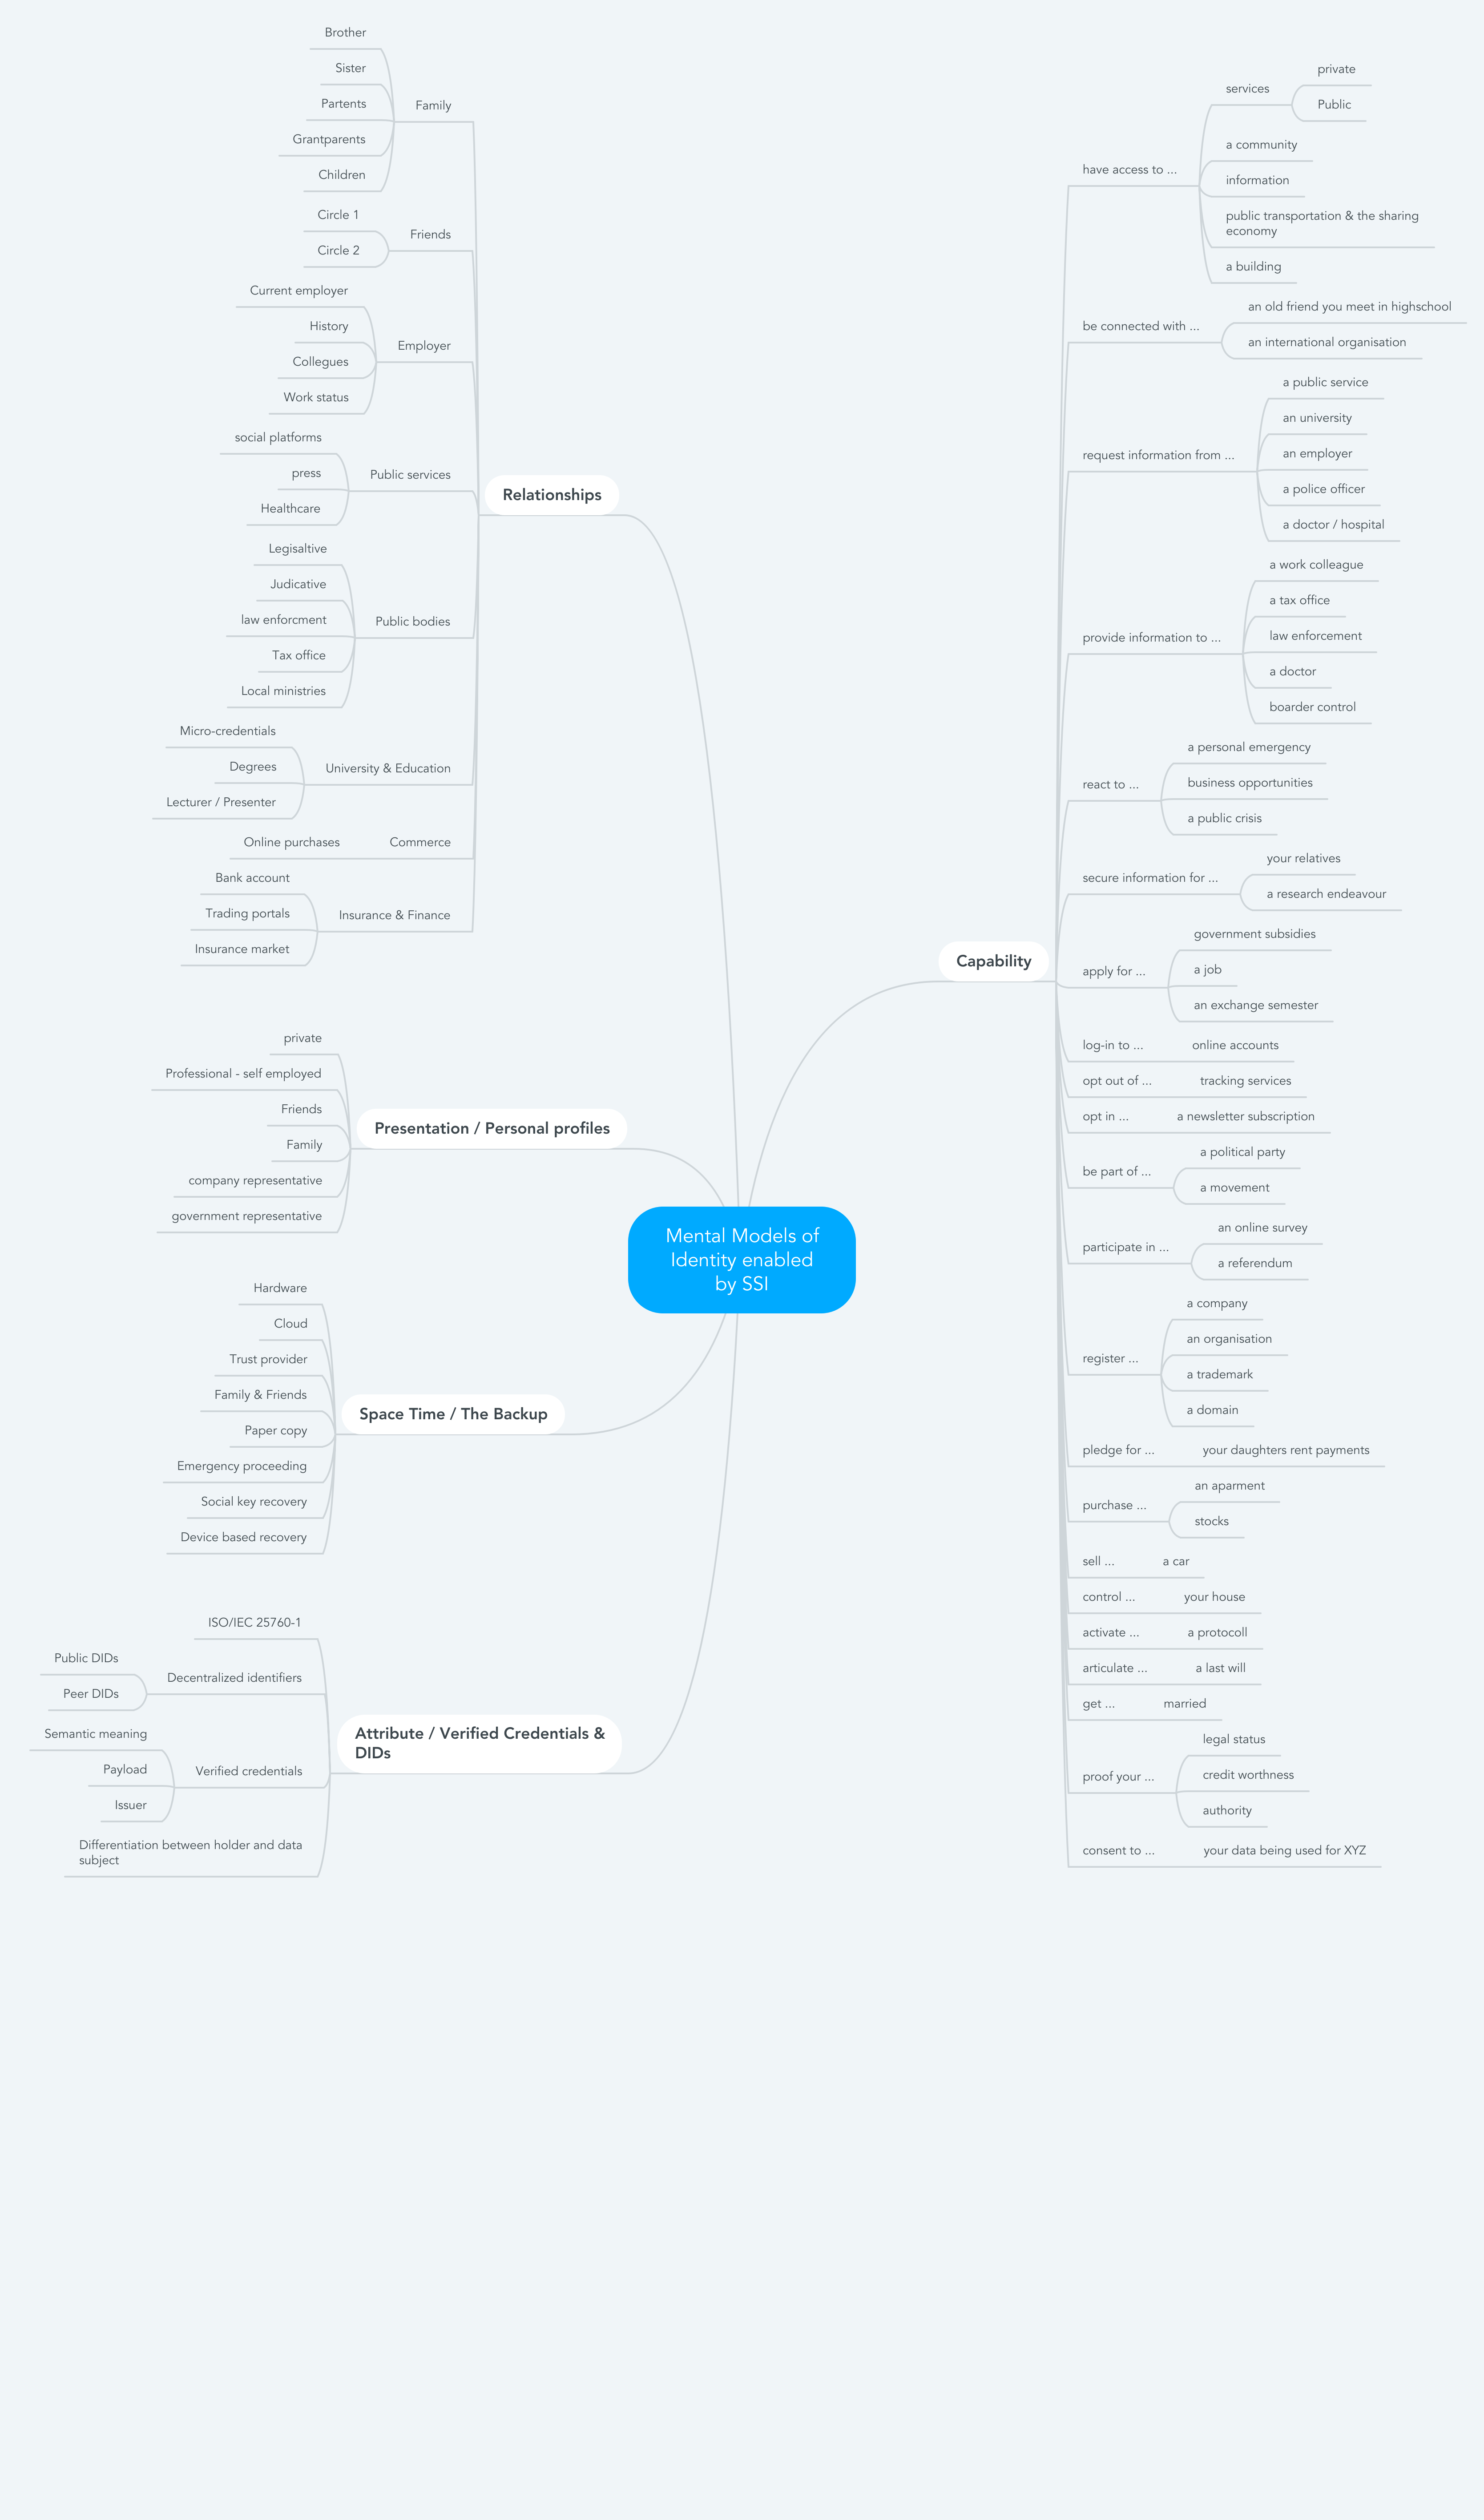 Mental Models of
Identity enabled
by SSI
Relationships
Family
Brother
Sister
Partents
Grantparents
Children
Friends
Circle 1
Circle 2
Employer
Current employer
History
Collegues
Work status
Public services
social platforms
press
Healthcare
Public bodies
Legisaltive
Judicative
law enforcment
Tax office
Local ministries
University & Education
Micro-credentials
Degrees
Lecturer / Presenter
Commerce
Online purchases
Insurance & Finance
Bank account
Trading portals
Insurance market
Presentation / Personal profiles
private
Professional - self employed
Friends
Family
company representative
government representative
Space Time / The Backup
Hardware
Cloud
Trust provider
Family & Friends
Paper copy
Emergency proceeding
Social key recovery
Device based recovery
Attribute / Verified Credentials &
DIDs
ISO/IEC 25760-1
Decentralized identifiers
Public DIDs
Peer DIDs
Verified credentials
Semantic meaning
Payload
Issuer
Differentiation between holder and data
subject
Capability
have access to ...
services
private
Public
a community
information
public transportation & the sharing
economy
a building
be connected with ...
an old friend you meet in highschool
an international organisation
request information from ...
a public service
an university
an employer
a police officer
a doctor / hospital
provide information to ...
a work colleague
a tax office
law enforcement
a doctor
boarder control
react to ...
a personal emergency
business opportunities
a public crisis
secure information for ...
your relatives
a research endeavour
apply for ...
government subsidies
a job
an exchange semester
log-in to ...
online accounts
opt out of ...
tracking services
opt in ...
a newsletter subscription
be part of ...
a political party
a movement
participate in ...
an online survey
a referendum
register ...
a company
an organisation
a trademark
a domain
pledge for ...
your daughters rent payments
purchase ...
an aparment
stocks
sell ...
a car
control ...
your house
activate ...
a protocoll
articulate ...
a last will
get ...
married
proof your ...
legal status
credit worthness
authority
consent to ...
your data being used for XYZ